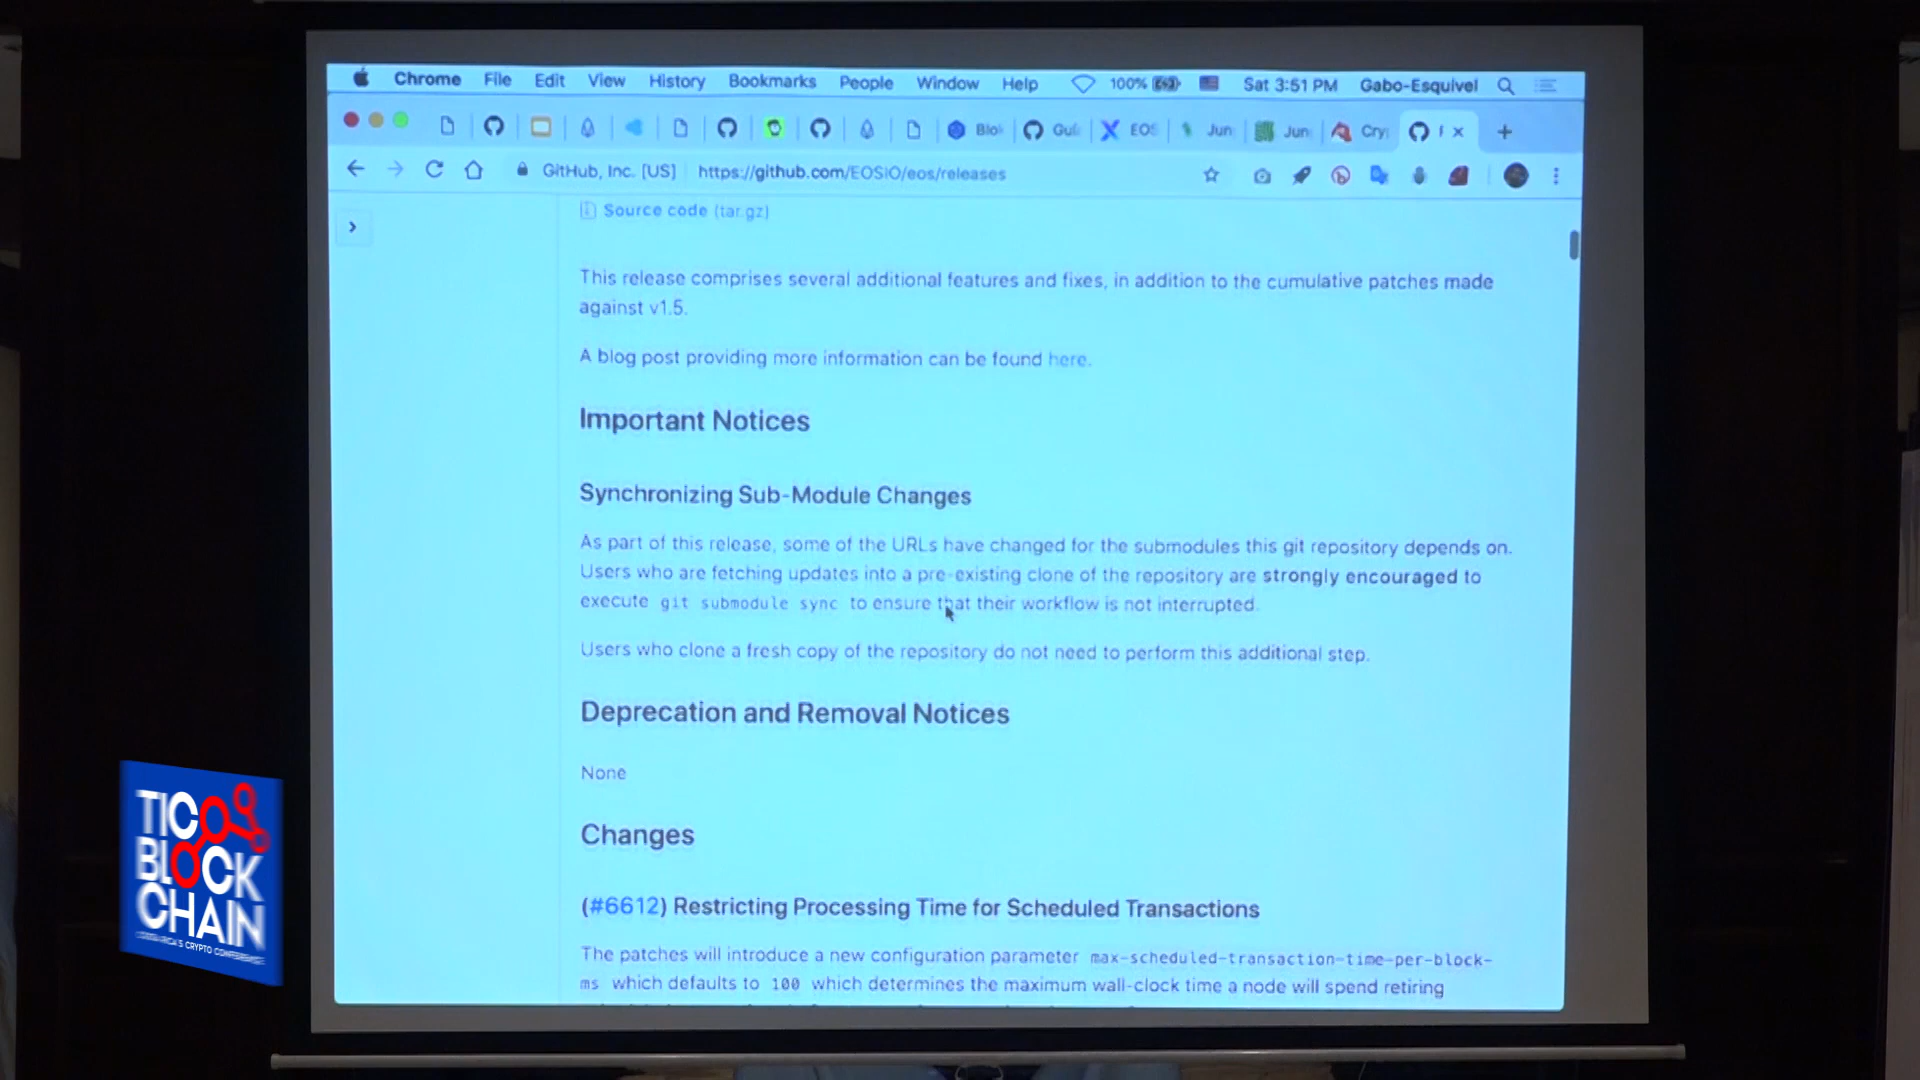 Chrome File Edit View History Bookmarks People Window Help 100% Sat 3:51 PM Gabo-Esquivel
Blo Gui EOS Jun Jun Cry
GitHub, Inc. [US] https://github.com/EOSIO/eos/releases
Source code (tar.gz)
This release comprises several additional features and fixes, in addition to the cumulative patches made
against v1.5.
A blog post providing more information can be found here.
Important Notices
Synchronizing Sub-Module Changes
As part of this release, some of the URLs have changed for the submodules this git repository depends on.
Users who are fetching updates into a pre-existing clone of the repository are strongly encouraged to
execute git submodule sync to ensure that their workflow is not interrupted.
Users who clone a fresh copy of the repository do not need to perform this additional step.
Deprecation and Removal Notices
None
Changes
(#6612) Restricting Processing Time for Scheduled Transactions
The patches will introduce a new configuration parameter max-scheduled-transaction-time-per-block-
ms which defaults to 100 which determines the maximum wall-clock time a node will spend retiring
TICO
BLOCK
CHAIN
CRYPTO